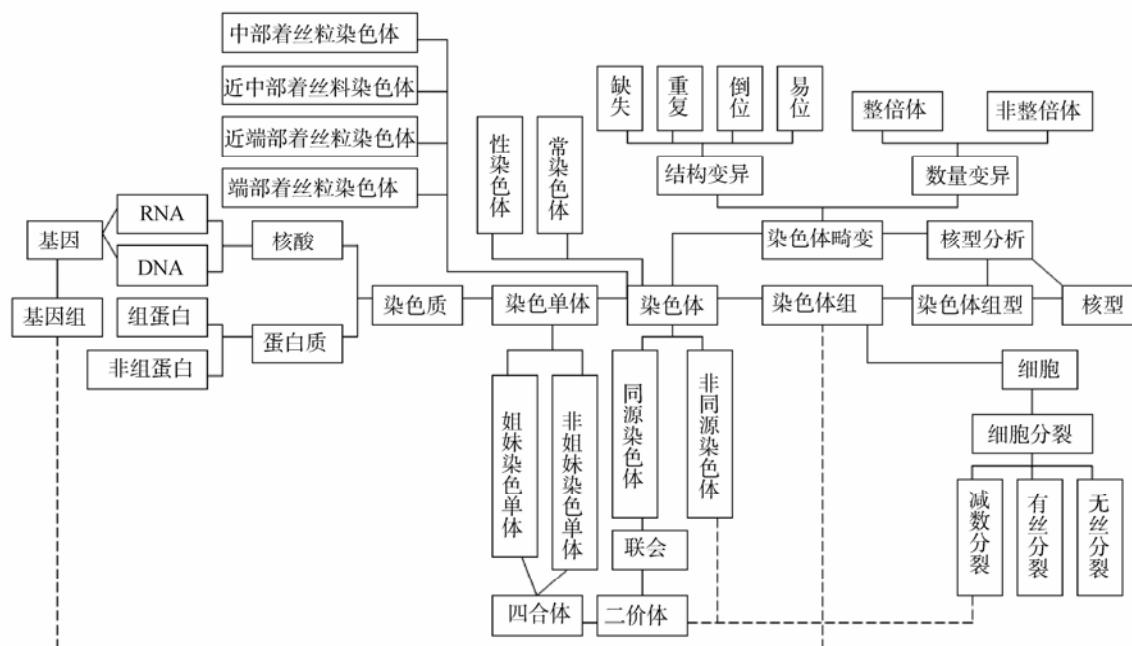 中部着丝粒染色体
近中部着丝料染色体
近端部着丝粒染色体
端部着丝粒染色体
性染色体
常染色体
缺失
重复
倒位
易位
整倍体
非整倍体
结构变异
数量变异
RNA
基因
DNA
核酸
染色体畸变
核型分析
基因组
组蛋白
非组蛋白
蛋白质
染色质
染色单体
染色体
染色体组
染色体组型
核型
细胞
细胞分裂
姐妹染色单体
非姐妹染色单体
同源染色体
非同源染色体
减数分裂
有丝分裂
无丝分裂
联会
四合体
二价体